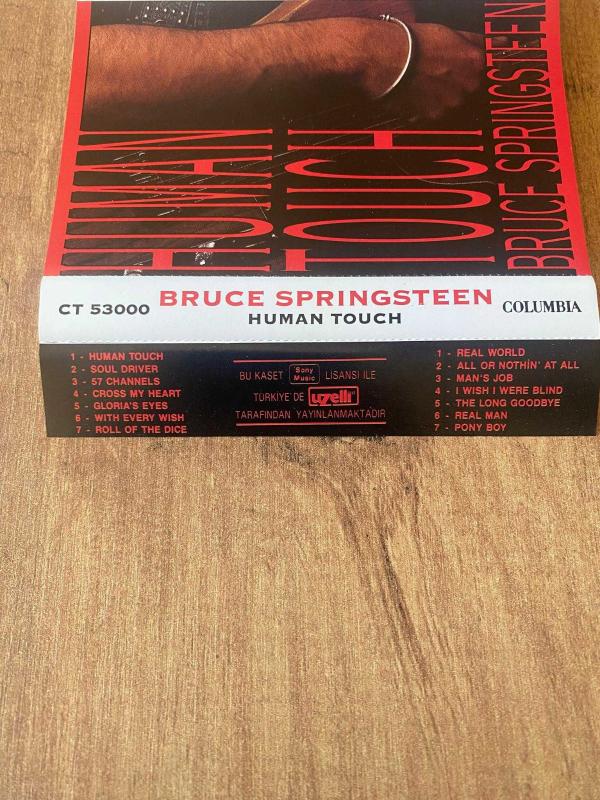 HUMAN
TOUCH
BRUCE SPRINGSTEEN
CT 53000
BRUCE SPRINGSTEEN
HUMAN TOUCH
COLUMBIA
1 - HUMAN TOUCH
2 - SOUL DRIVER
3 - 57 CHANNELS
4 - CROSS MY HEART
5 - GLORIA'S EYES
6 - WITH EVERY WISH
7 - ROLL OF THE DICE
BU KASET Sony Music LİSANSI ILE
TÜRKİYE'DE uzelli
TARAFINDAN YAYINLANMAKTADIR
1 - REAL WORLD
2 - ALL OR NOTHİN' AT ALL
3 - MAN'S JOB
4 - I WISH I WERE BLIND
5 - THE LONG GOODBYE
6 - REAL MAN
7 - PONY BOY